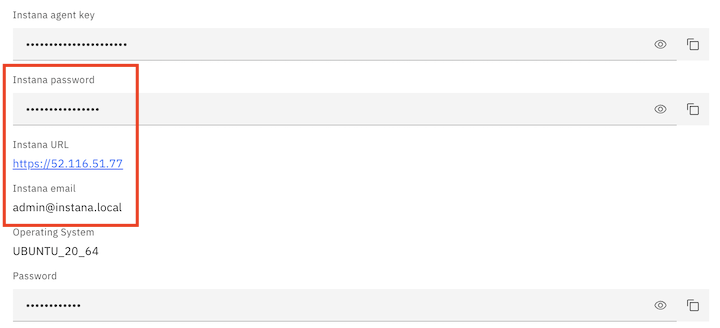 Instana agent key
••••••••••••••••••••••
Instana password
••••••••••••••••
Instana URL
https://52.116.51.77
Instana email
admin@instana.local
Operating System
UBUNTU_20_64
Password
••••••••••••